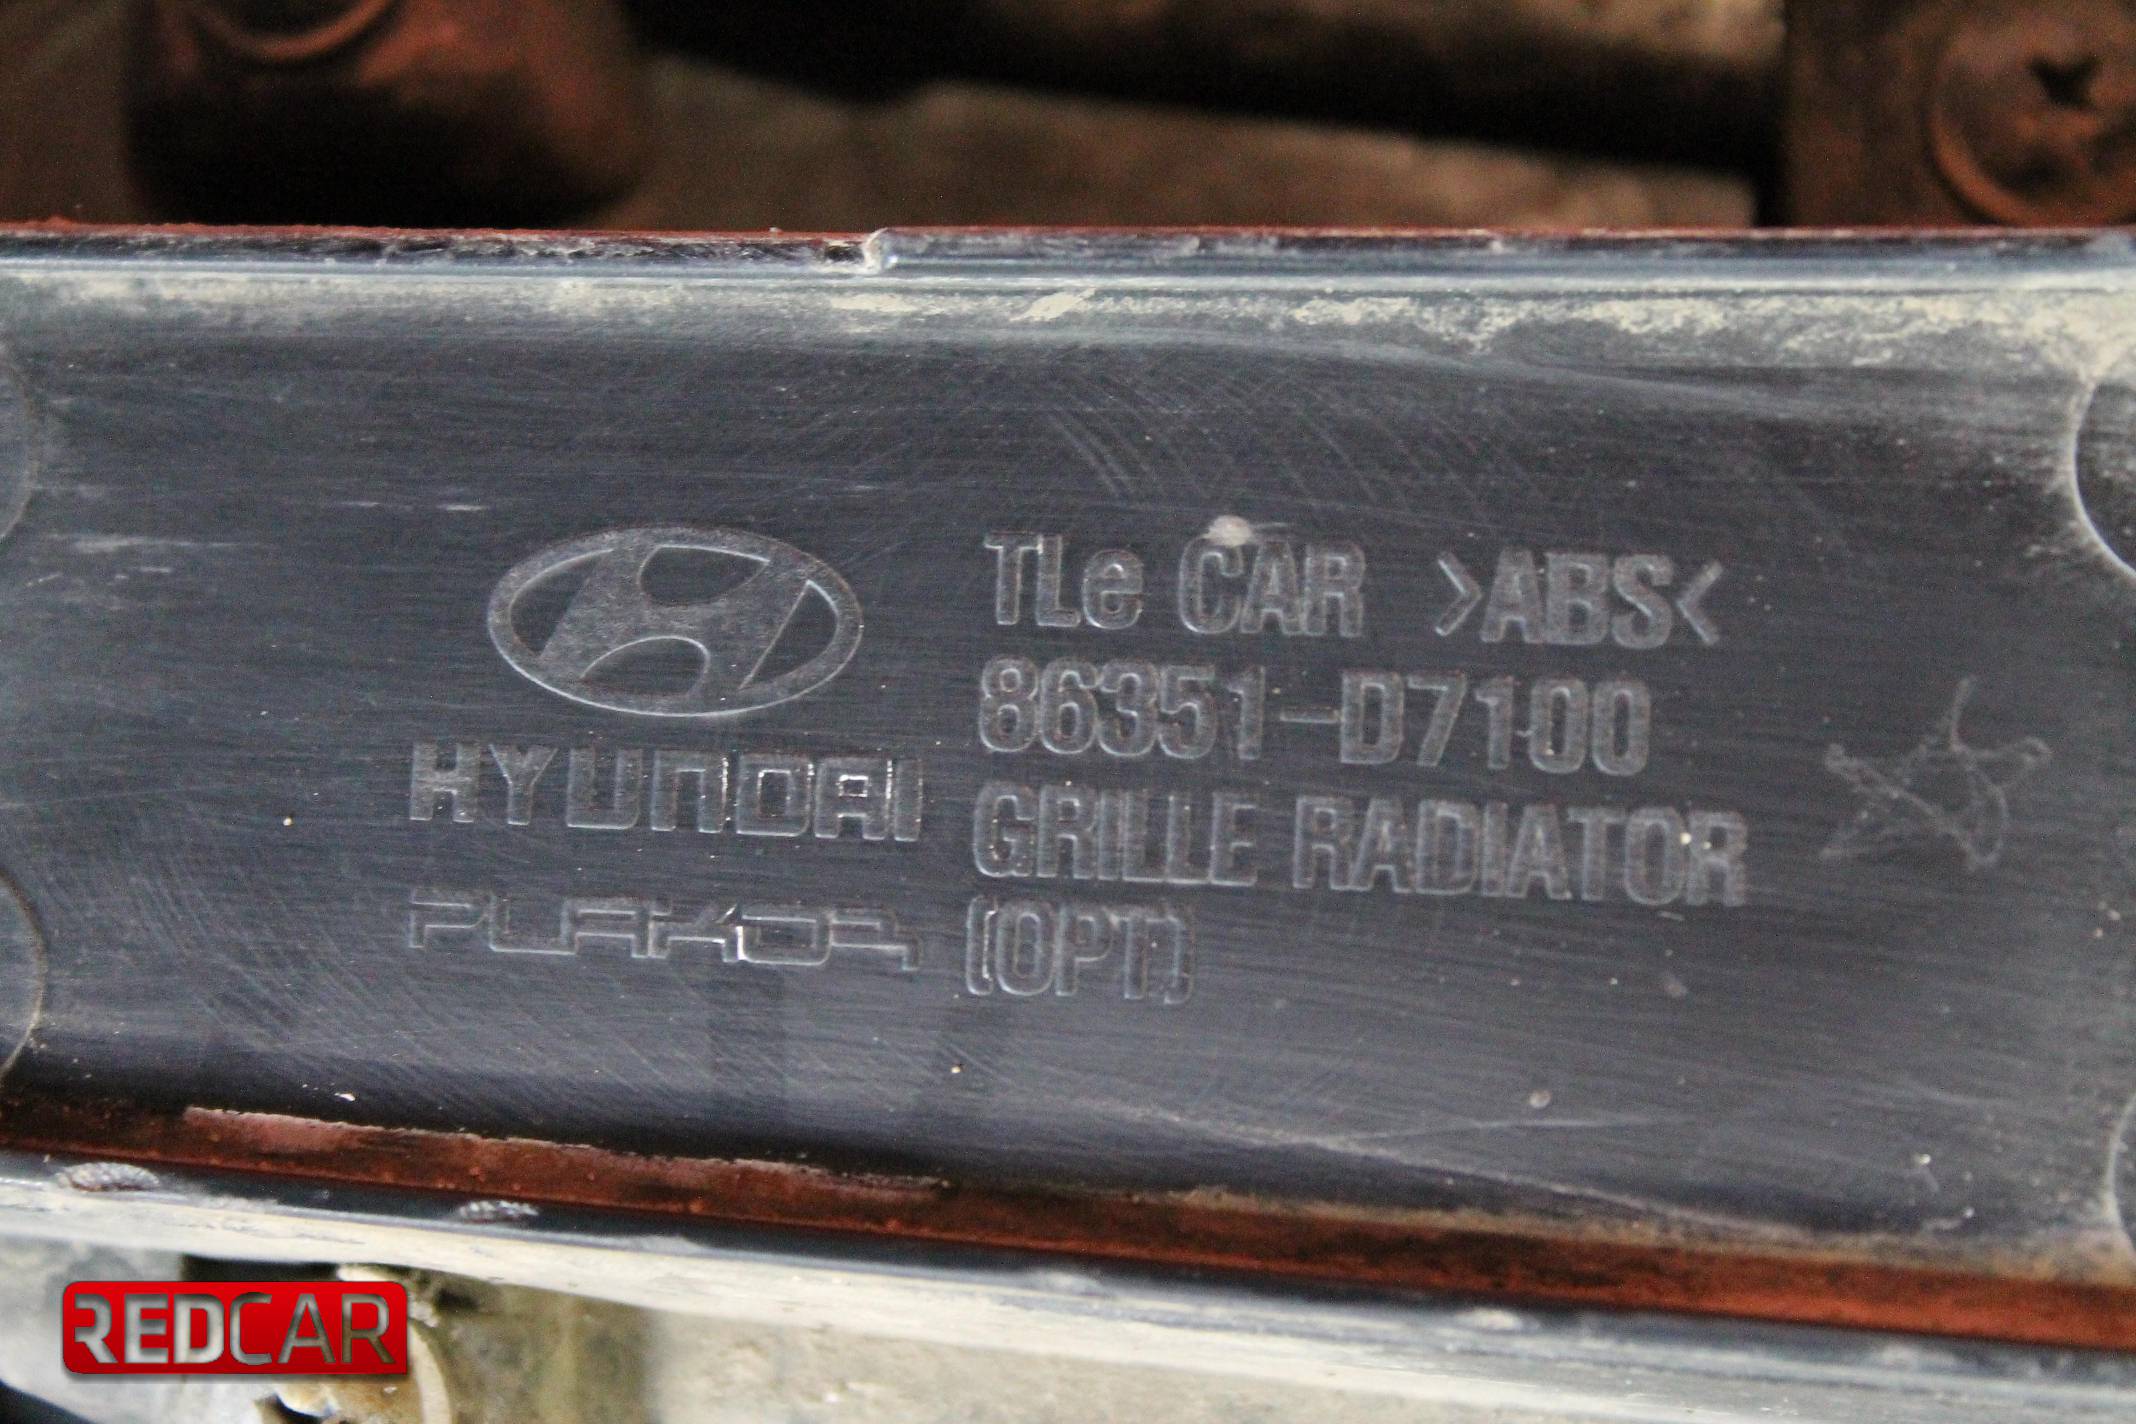 TLe CAR >ABS<
86351-D7100
HYUNDAI
GRILLE RADIATOR
PLAKOR
(OPT)
REDCAR